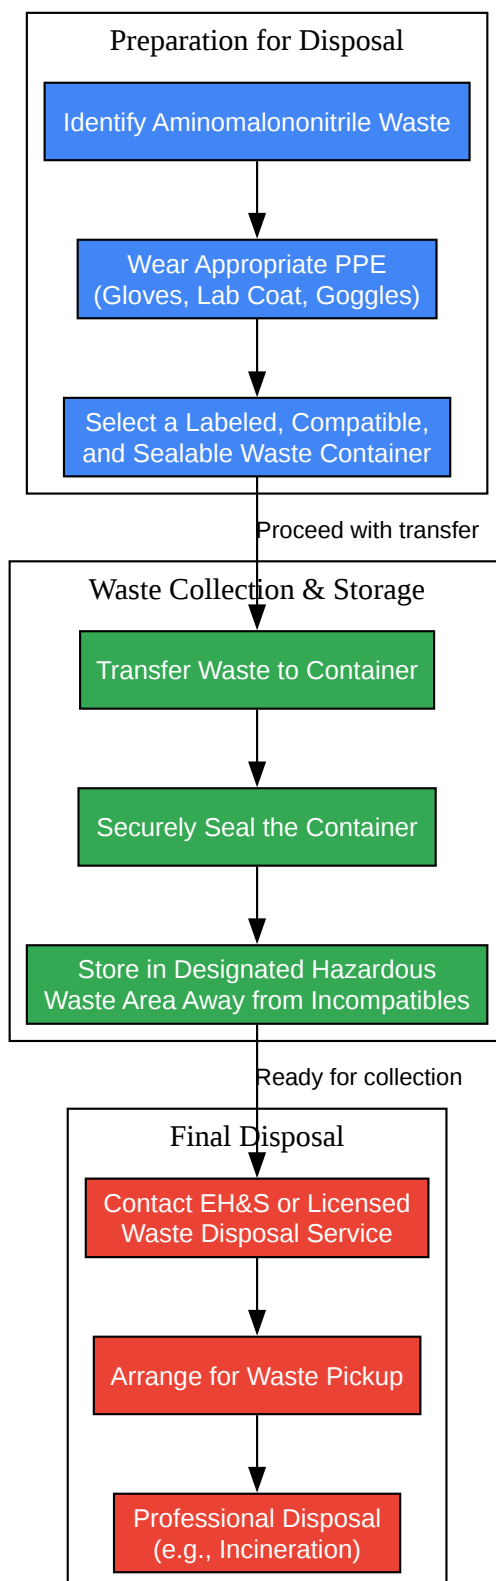 Preparation for Disposal
Identify Aminomalononitrile Waste
Wear Appropriate PPE
(Gloves, Lab Coat, Goggles)
Select a Labeled, Compatible,
and Sealable Waste Container
Proceed with transfer
Waste Collection & Storage
Transfer Waste to Container
Securely Seal the Container
Store in Designated Hazardous
Waste Area Away from Incompatibles
Ready for collection
Final Disposal
Contact EH&S or Licensed
Waste Disposal Service
Arrange for Waste Pickup
Professional Disposal
(e.g., Incineration)